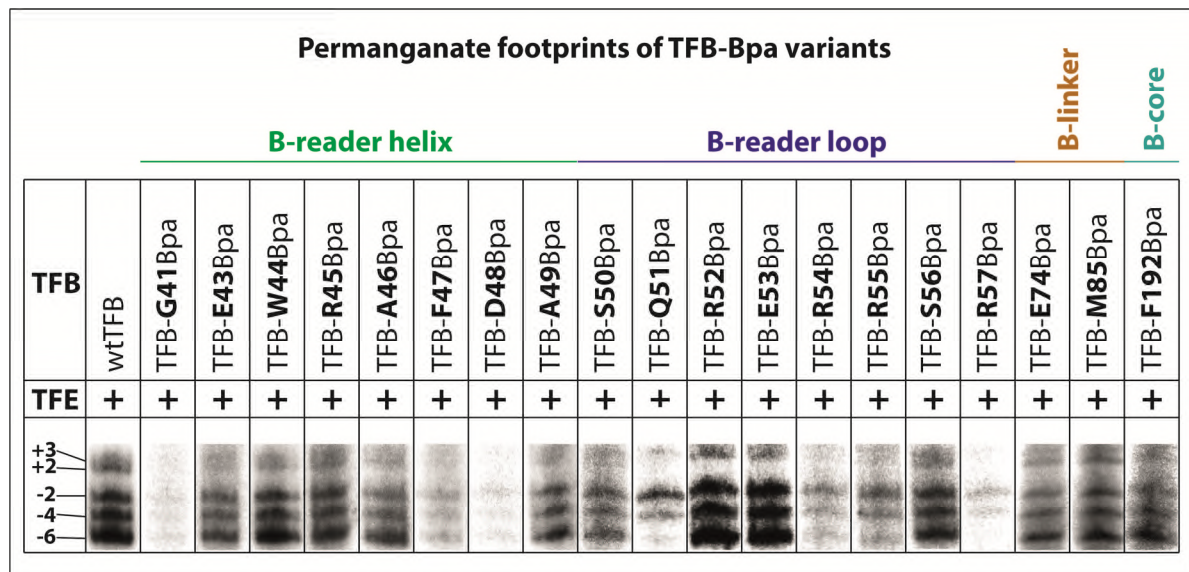 Permanganate footprints of TFB-Bpa variants
B-reader helix
B-reader loop
B-linker
B-core
TFB
wtTFB
TFB-G41Bpa
TFB-E43Bpa
TFB-W44Bpa
TFB-R45Bpa
TFB-A46Bpa
TFB-F47Bpa
TFB-D48Bpa
TFB-A49Bpa
TFB-S50Bpa
TFB-Q51Bpa
TFB-R52Bpa
TFB-E53Bpa
TFB-R54Bpa
TFB-R55Bpa
TFB-S56Bpa
TFB-R57Bpa
TFB-E74Bpa
TFB-M85Bpa
TFB-F192Bpa
TFE + + + + + + + + + + + + + + + + + + + +
+3
+2
-2
-4
-6